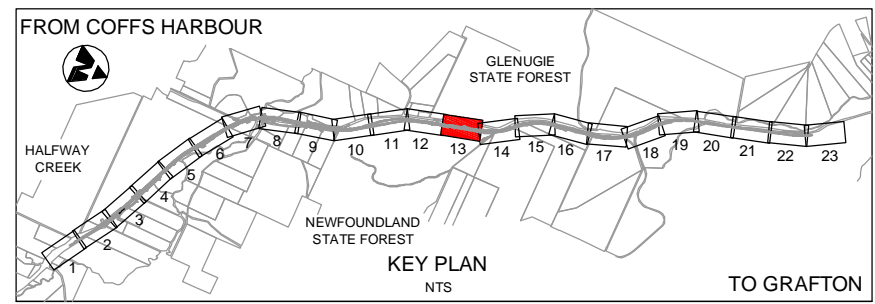 FROM COFFS HARBOUR
GLENUGIE
STATE FOREST
HALFWAY
CREEK
1
2
3
4
5
6
7
8
9
10
11
12
13
14
15
16
17
18
19
20
21
22
23
NEWFOUNDLAND
STATE FOREST
KEY PLAN
NTS
TO GRAFTON